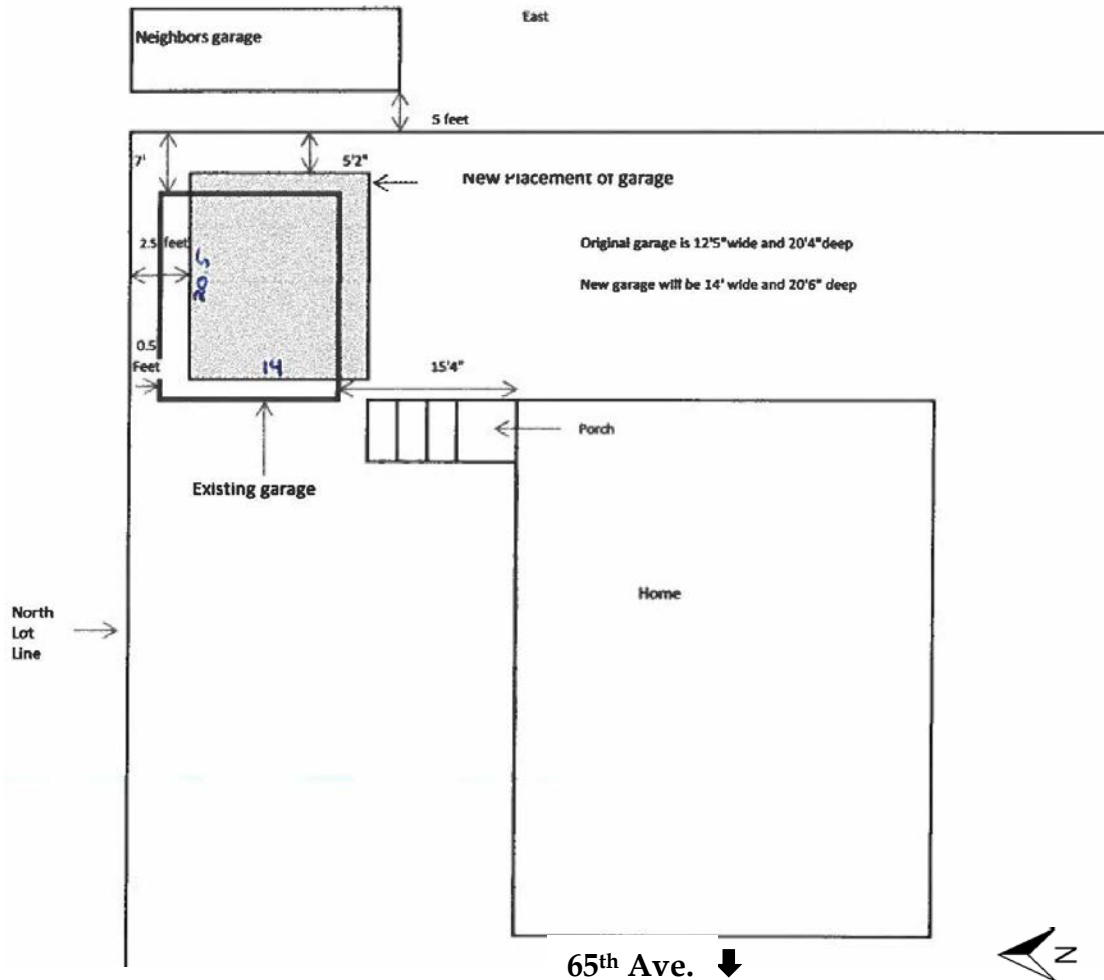 East
Neighbors garage
5 feet
7'
5'2"
New Placement of garage
2.5 feet
20.5
Original garage is 12'5"wide and 20'4"deep
New garage will be 14' wide and 20'6" deep
0.5
Feet
14
15'4"
Porch
Existing garage
Home
North
Lot
Line
65th Ave.
N